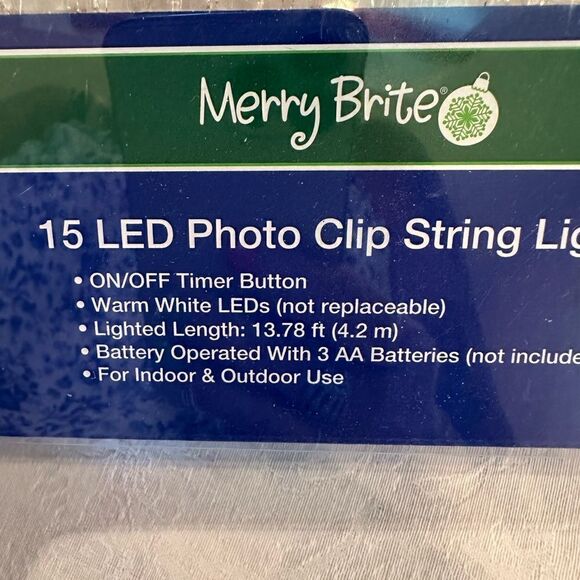 Merry Brite®
15 LED Photo Clip String Lig
• ON/OFF Timer Button
• Warm White LEDs (not replaceable)
• Lighted Length: 13.78 ft (4.2 m)
• Battery Operated With 3 AA Batteries (not include
• For Indoor & Outdoor Use